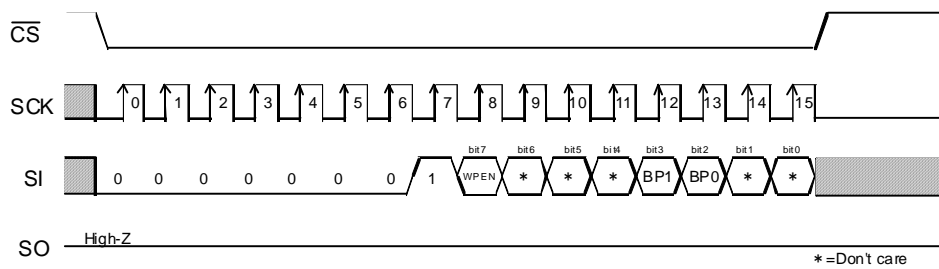 CS
SCK 0 1 2 3 4 5 6 7 8 9 10 11 12 13 14 15
bit7 bit6 bit5 bit4 bit3 bit2 bit1 bit0
SI 0 0 0 0 0 0 0 1 WPEN * * * BP1 BP0 * *
High-Z
SO
*=Don't care